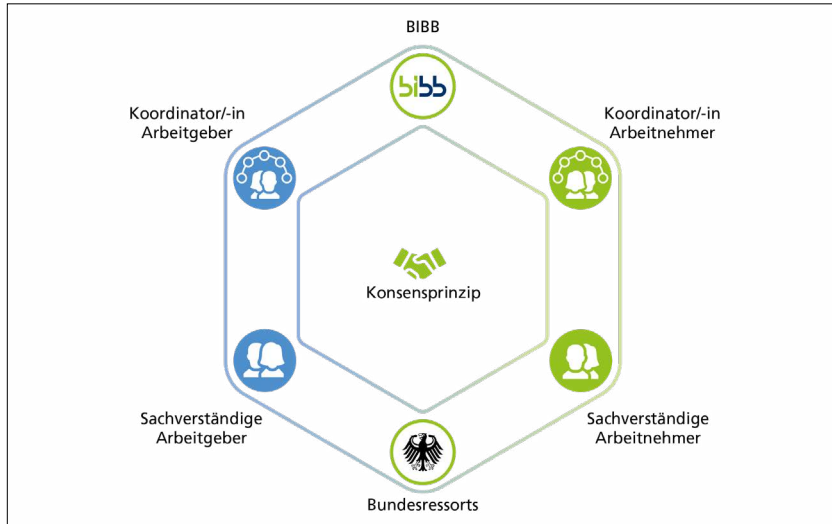 BIBB
bibb
Koordinator/-in
Arbeitgeber
Koordinator/-in
Arbeitnehmer
Konsensprinzip
Sachverständige
Arbeitgeber
Sachverständige
Arbeitnehmer
Bundesressorts